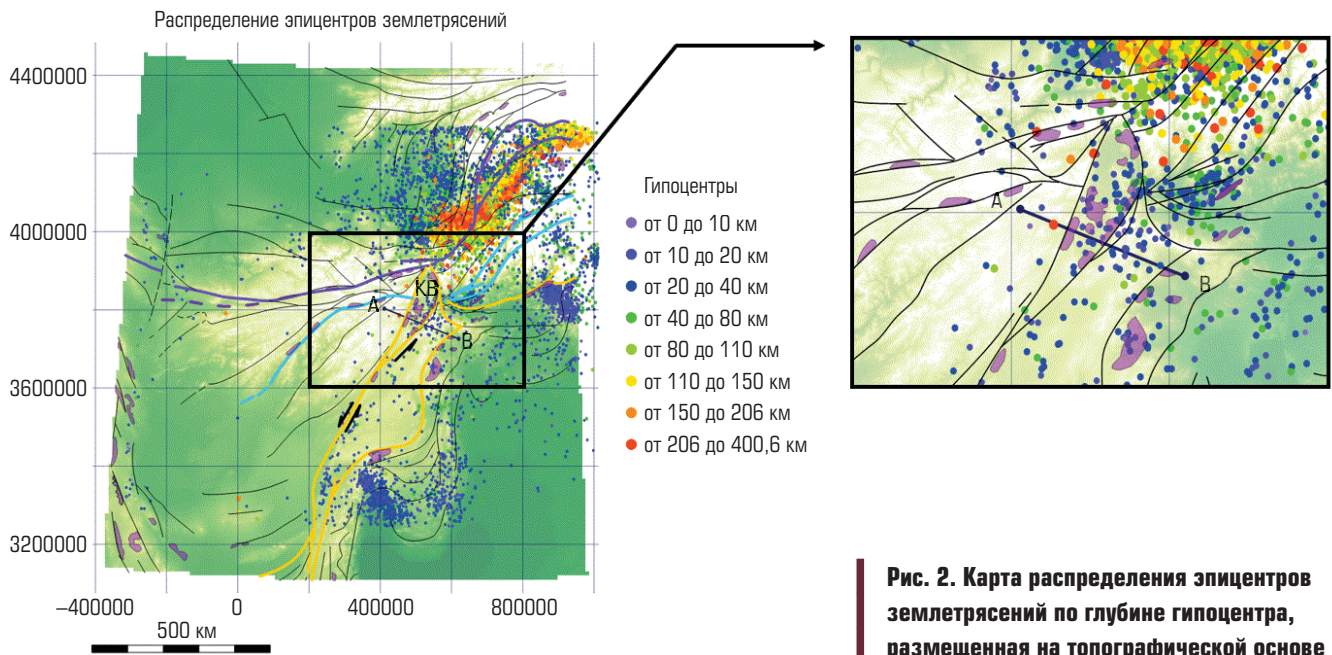 Распределение эпицентров землетрясений
4400000
4000000
3600000
3200000
−400000 0 400000 800000
500 км
KB
A
B
Гипоцентры
от 0 до 10 км
от 10 до 20 км
от 20 до 40 км
от 40 до 80 км
от 80 до 110 км
от 110 до 150 км
от 150 до 206 км
от 206 до 400,6 км
A
B
Рис. 2. Карта распределения эпицентров
землетрясений по глубине гипоцентра,
размещенная на топографической основе